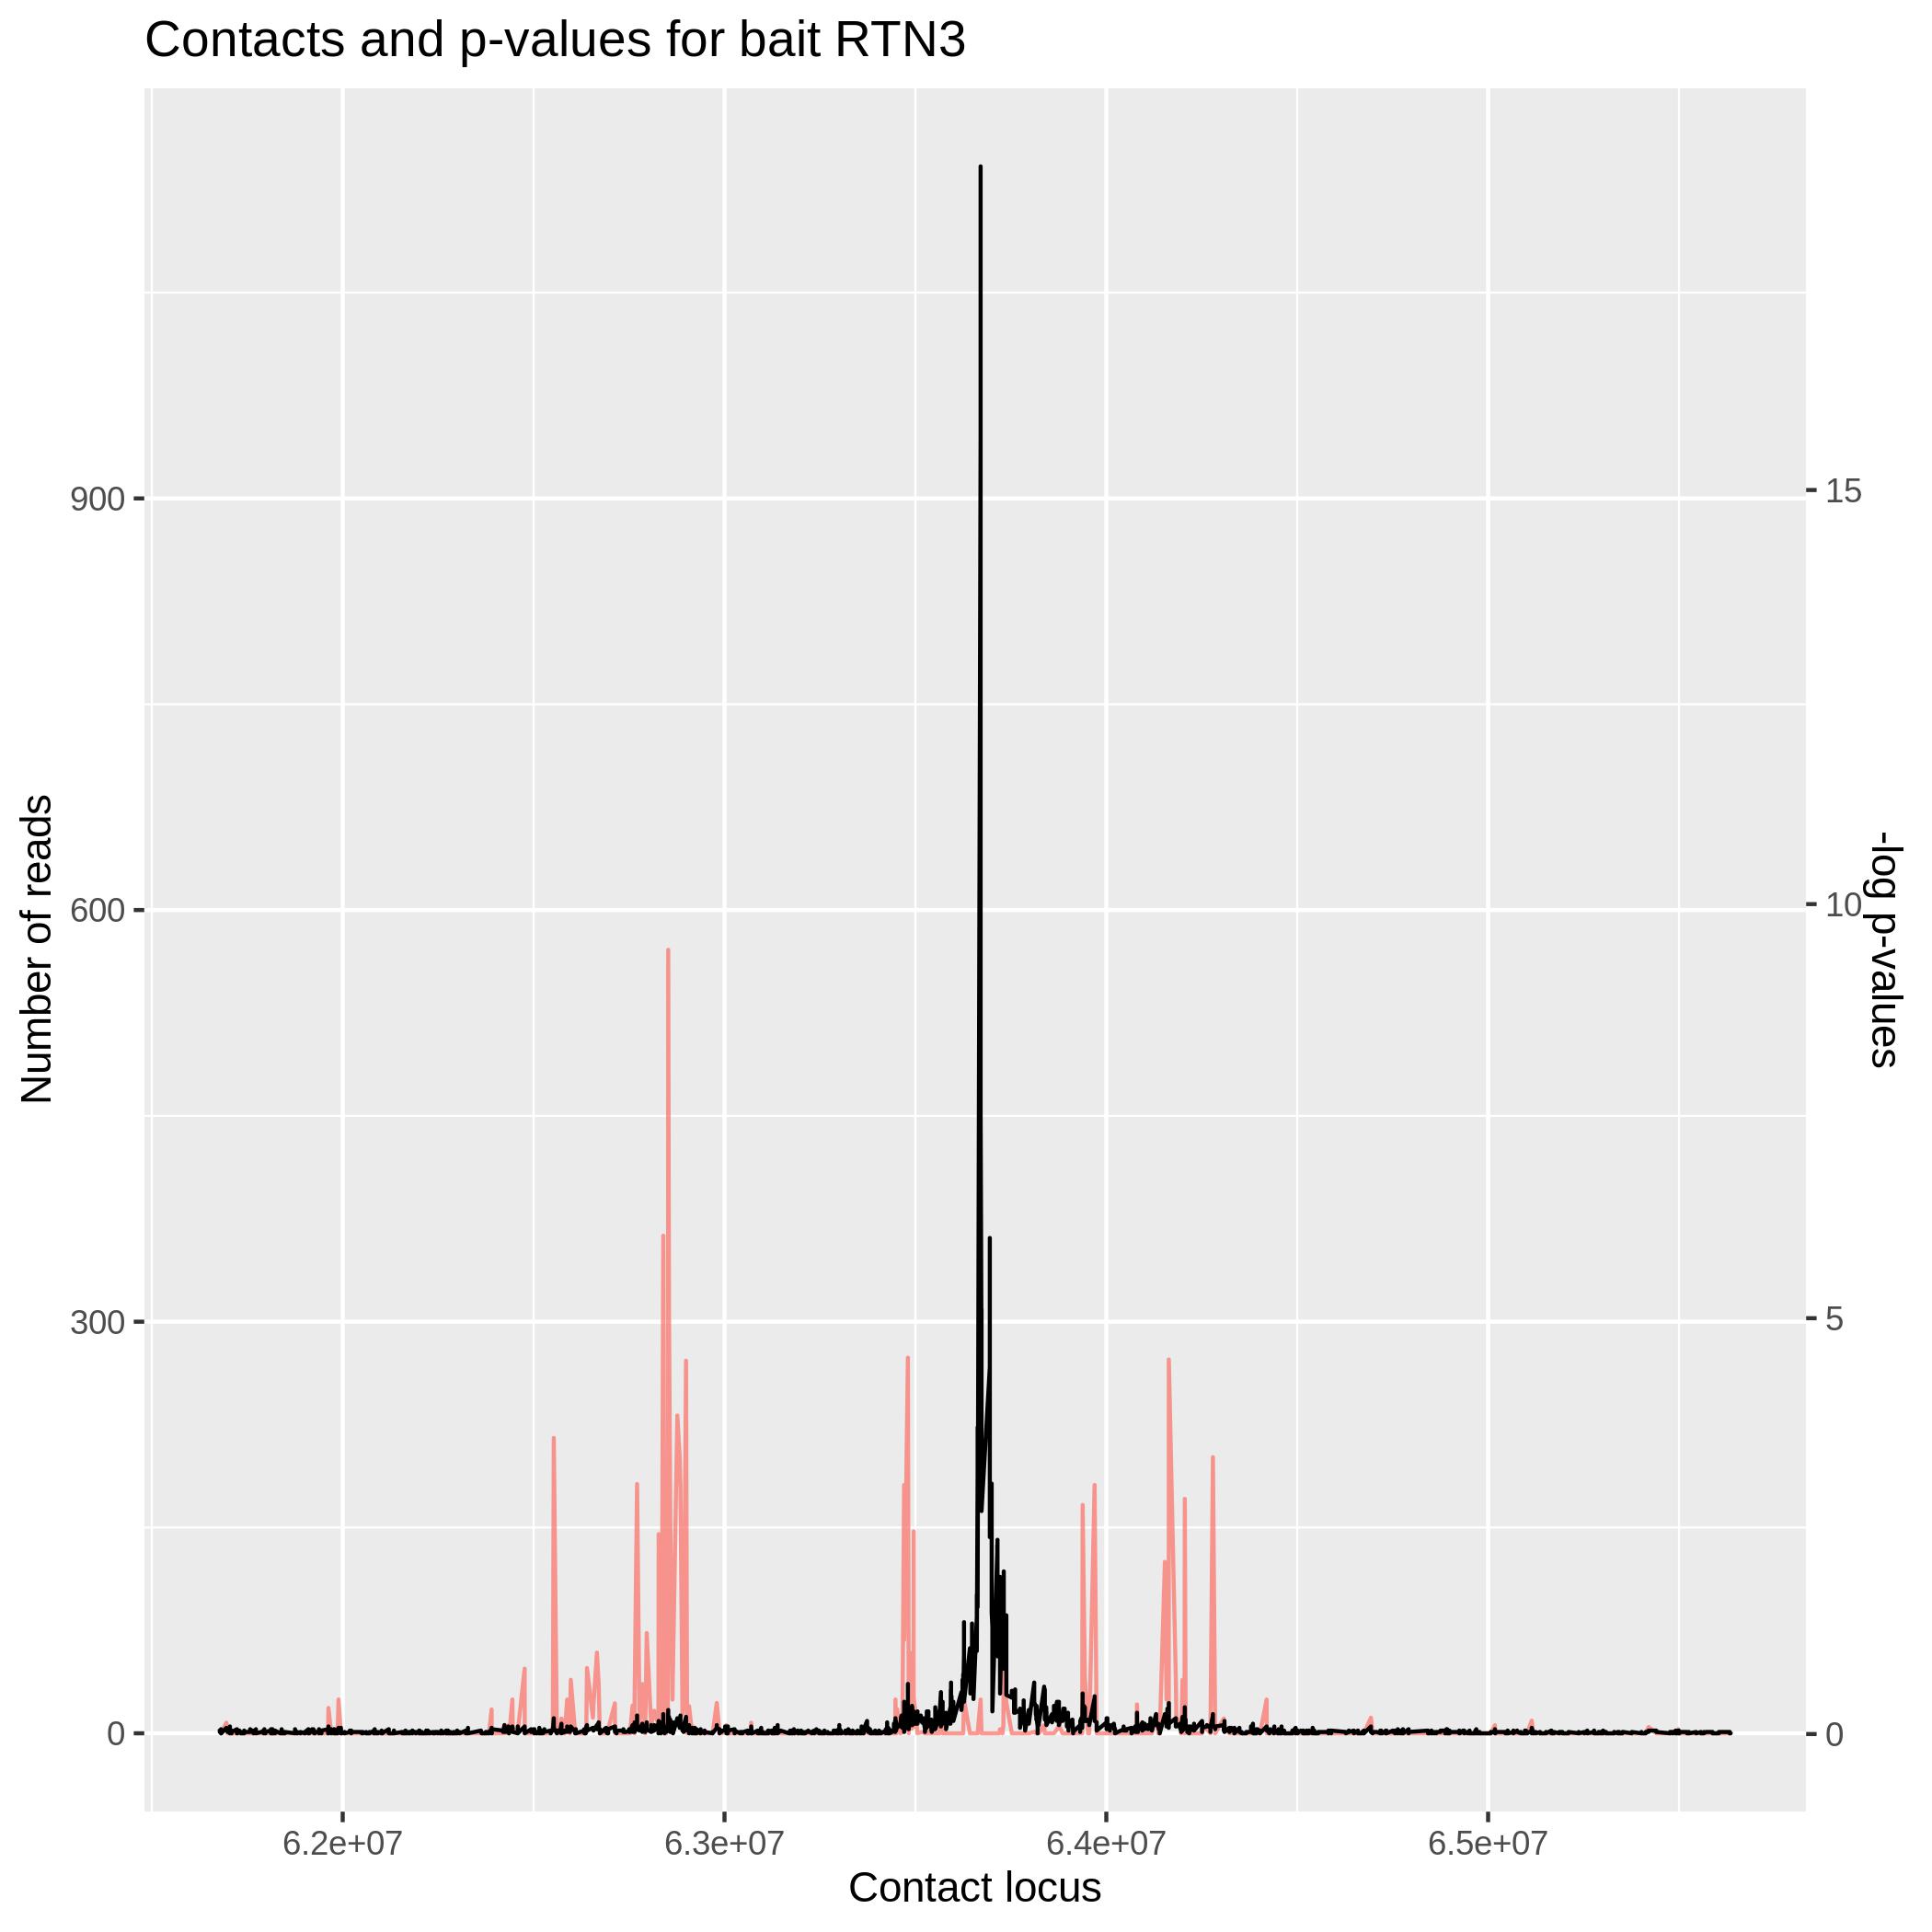 Contacts and p-values for bait RTN3
Number of reads
900
600
300
0
15
10
5
0
-log p-values
6.2e+07 6.3e+07 6.4e+07 6.5e+07
Contact locus